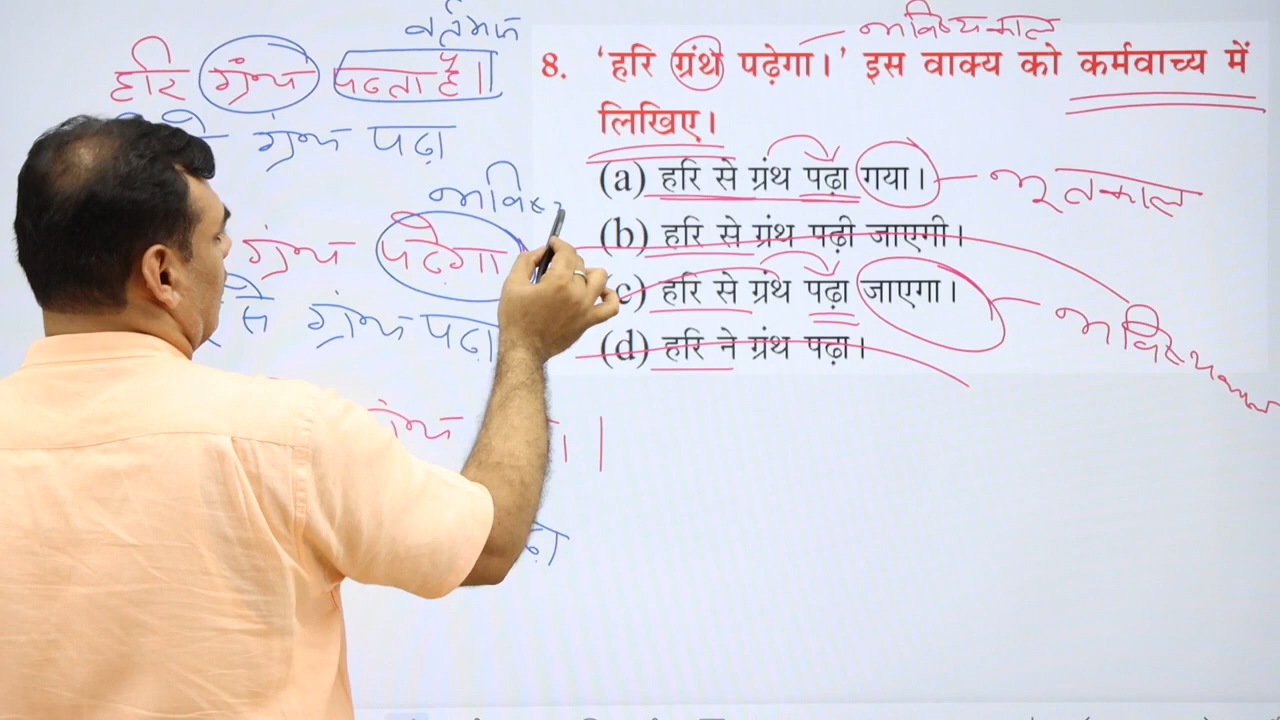 वर्तमान
हरि ग्रंथ पढता है।
ग्रंथ पढ़ा
ग्रंथ पढ़ेगा
से ग्रंथ पढ़ा
भविष्यकाल
8. ‘हरि ग्रंथ पढ़ेगा।’ इस वाक्य को कर्मवाच्य में
लिखिए।
(a) हरि से ग्रंथ पढ़ा गया। भूतकाल
(b) हरि से ग्रंथ पढ़ी जाएगी।
(c) हरि से ग्रंथ पढ़ा जाएगा। भविष्यकाल
(d) हरि ने ग्रंथ पढ़ा।